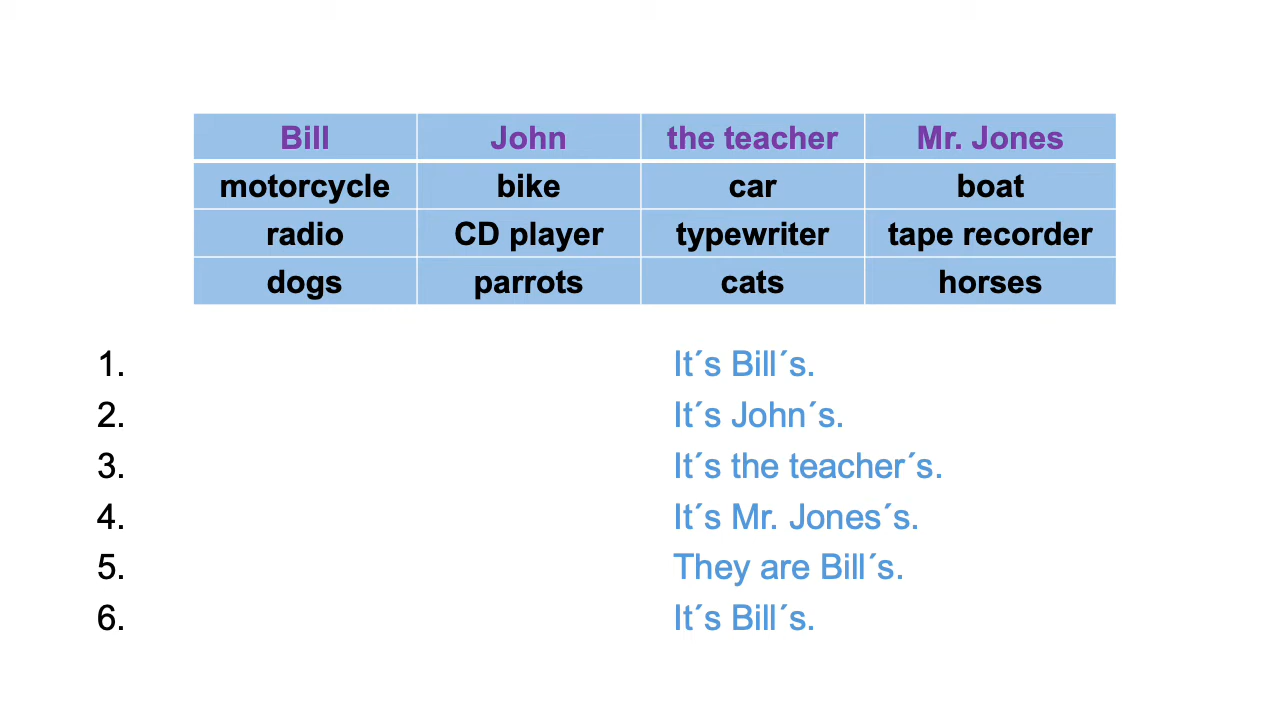 Bill John the teacher Mr. Jones
motorcycle bike car boat
radio CD player typewriter tape recorder
dogs parrots cats horses
1. It´s Bill´s.
2. It´s John´s.
3. It´s the teacher´s.
4. It´s Mr. Jones´s.
5. They are Bill´s.
6. It´s Bill´s.